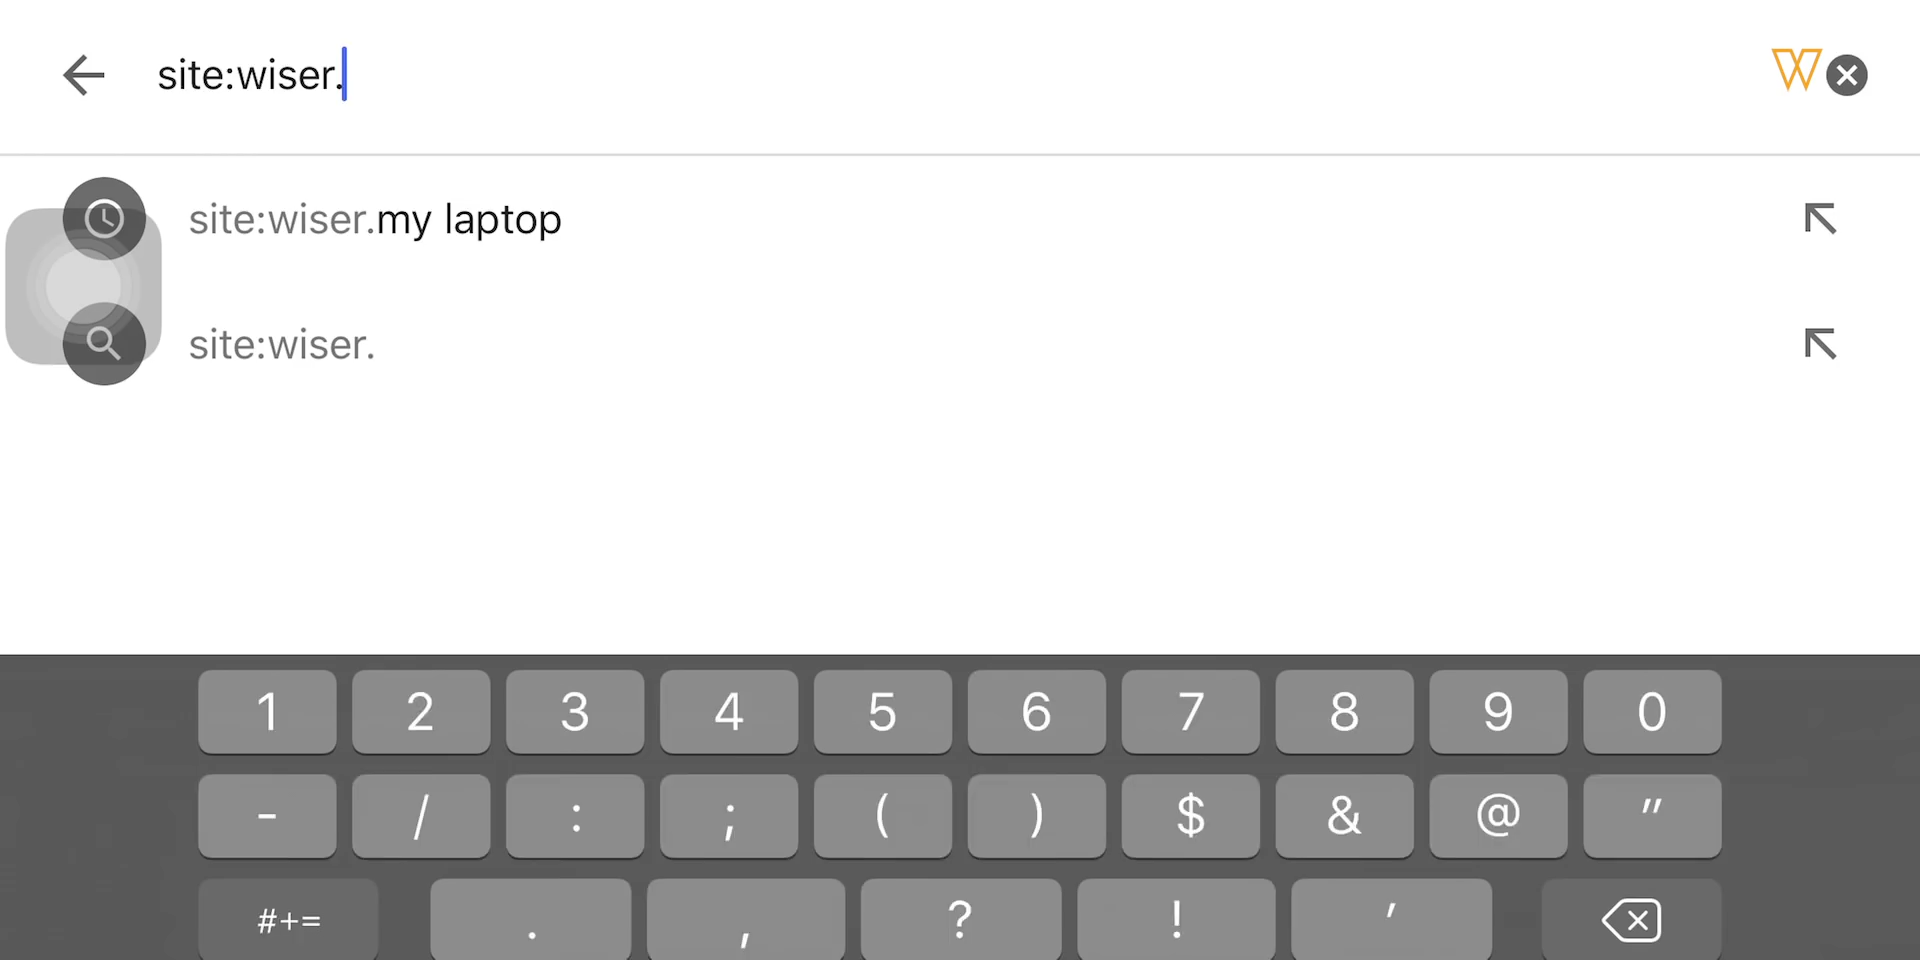 site:wiser.
W
site:wiser.my laptop
site:wiser.
1 2 3 4 5 6 7 8 9 0
- / : ; ( ) $ & @ "
#+= . , ? ! '